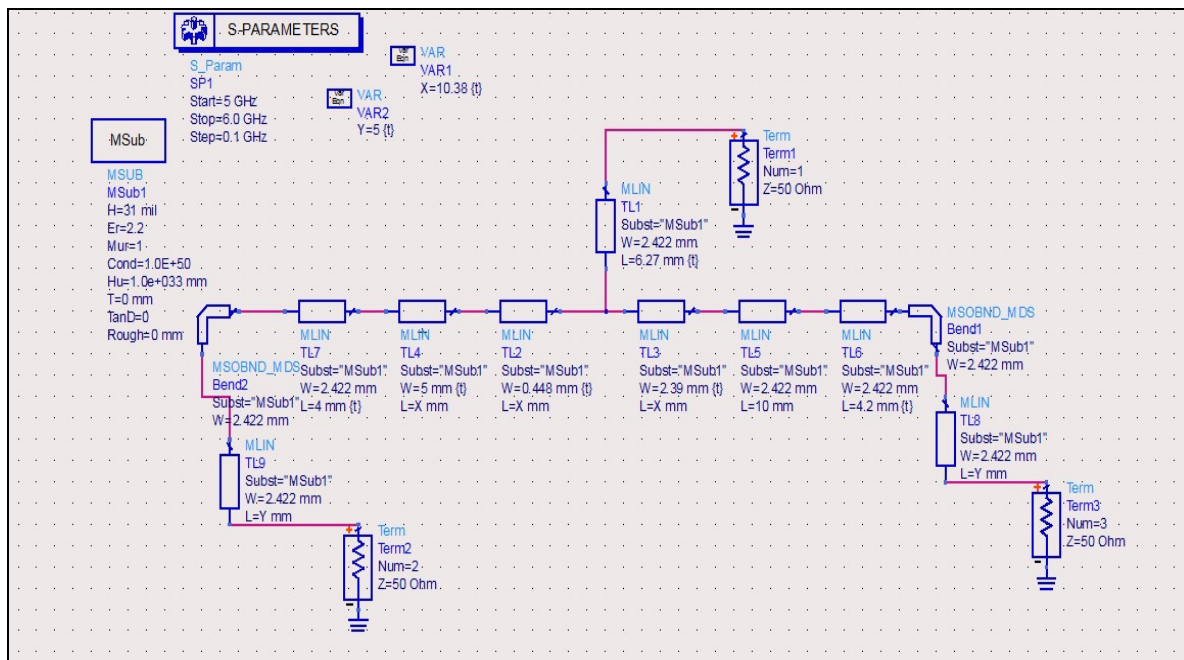 S-PARAMETERS
S_Param
SP1
Start=5 GHz
Stop=6.0 GHz
Step=0.1 GHz
Var
Eqn
VAR
VAR1
X=10.38 {t}
Var
Eqn
VAR
VAR2
Y=5 {t}
MSub
MSUB
MSub1
H=31 mil
Er=2.2
Mur=1
Cond=1.0E+50
Hu=1.0e+033 mm
T=0 mm
TanD=0
Rough=0 mm
Term
Term1
Num=1
Z=50 Ohm
MLIN
TL1
Subst="MSub1"
W=2.422 mm
L=6.27 mm {t}
MSOBND_MDS
Bend2
Subst="MSub1"
W=2.422 mm
MLIN
TL7
Subst="MSub1"
W=2.422 mm
L=4 mm {t}
MLIN
TL4
Subst="MSub1"
W=5 mm {t}
L=X mm
MLIN
TL2
Subst="MSub1"
W=0.448 mm {t}
L=X mm
MLIN
TL3
Subst="MSub1"
W=2.39 mm {t}
L=X mm
MLIN
TL5
Subst="MSub1"
W=2.422 mm
L=10 mm
MLIN
TL6
Subst="MSub1"
W=2.422 mm
L=4.2 mm {t}
MSOBND_MDS
Bend1
Subst="MSub1"
W=2.422 mm
MLIN
TL9
Subst="MSub1"
W=2.422 mm
L=Y mm
MLIN
TL8
Subst="MSub1"
W=2.422 mm
L=Y mm
Term
Term2
Num=2
Z=50 Ohm
Term
Term3
Num=3
Z=50 Ohm